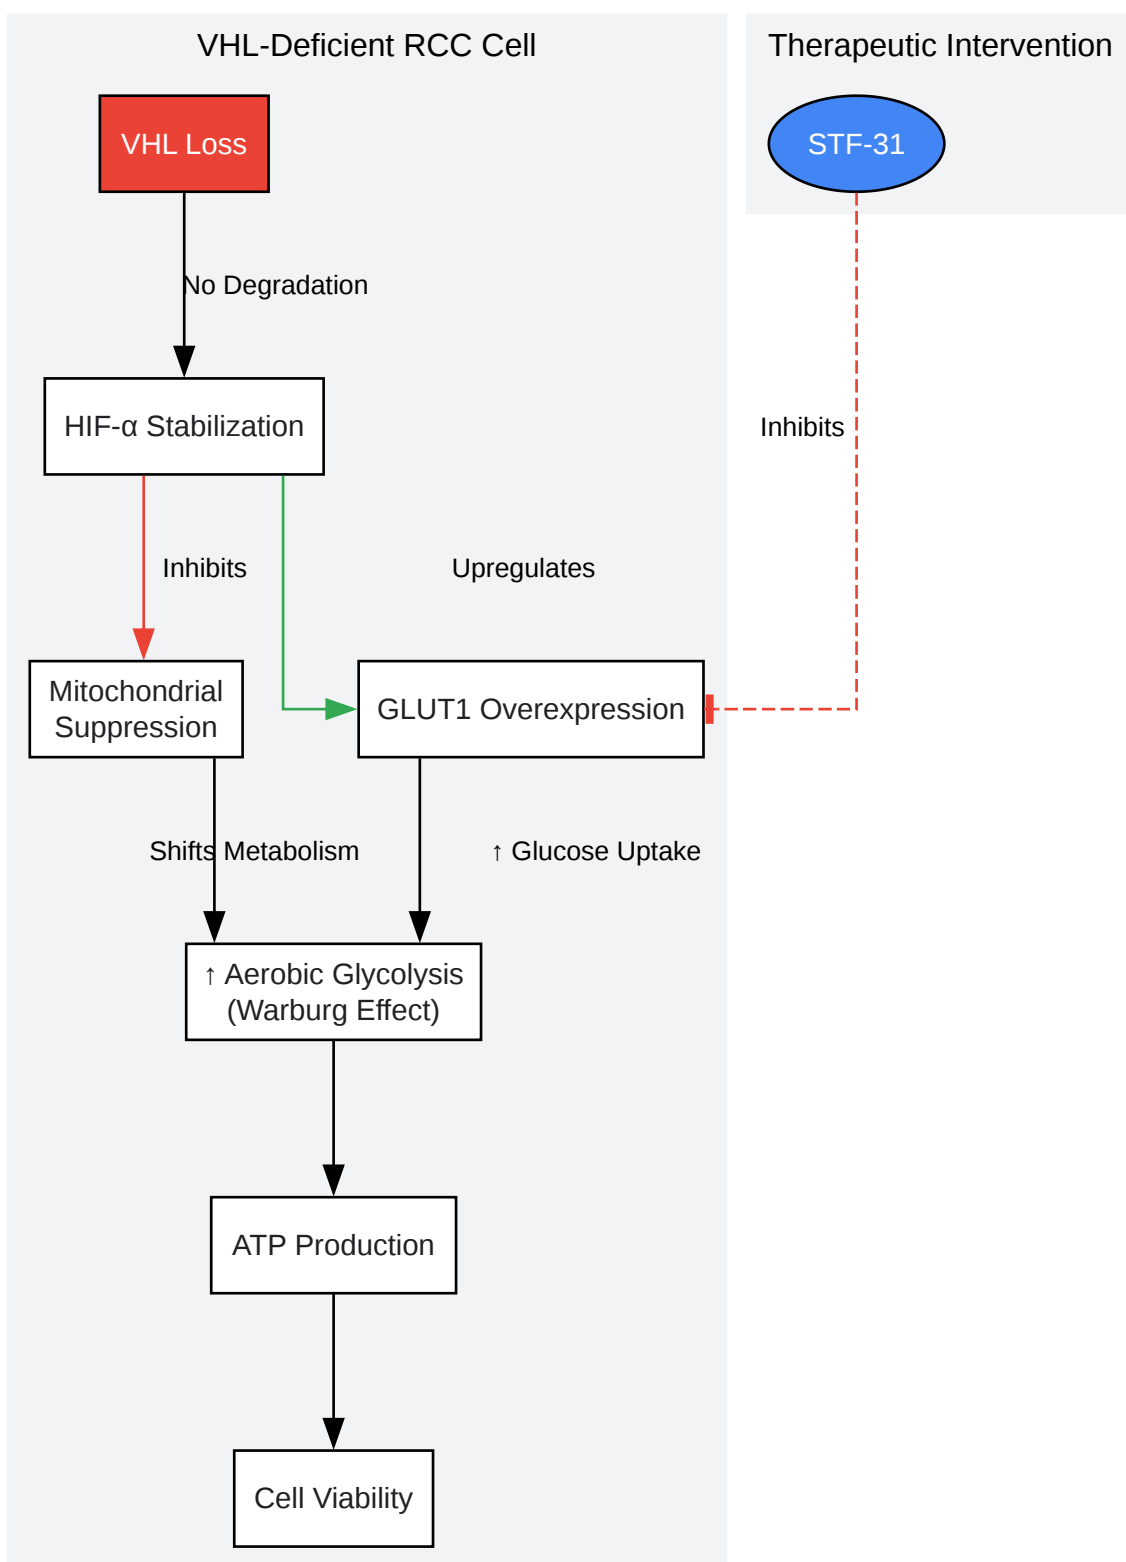 VHL-Deficient RCC Cell
Therapeutic Intervention
VHL Loss
STF-31
No Degradation
HIF-α Stabilization
Inhibits
Inhibits
Upregulates
Mitochondrial
Suppression
GLUT1 Overexpression
Shifts Metabolism
↑ Glucose Uptake
↑ Aerobic Glycolysis
(Warburg Effect)
ATP Production
Cell Viability